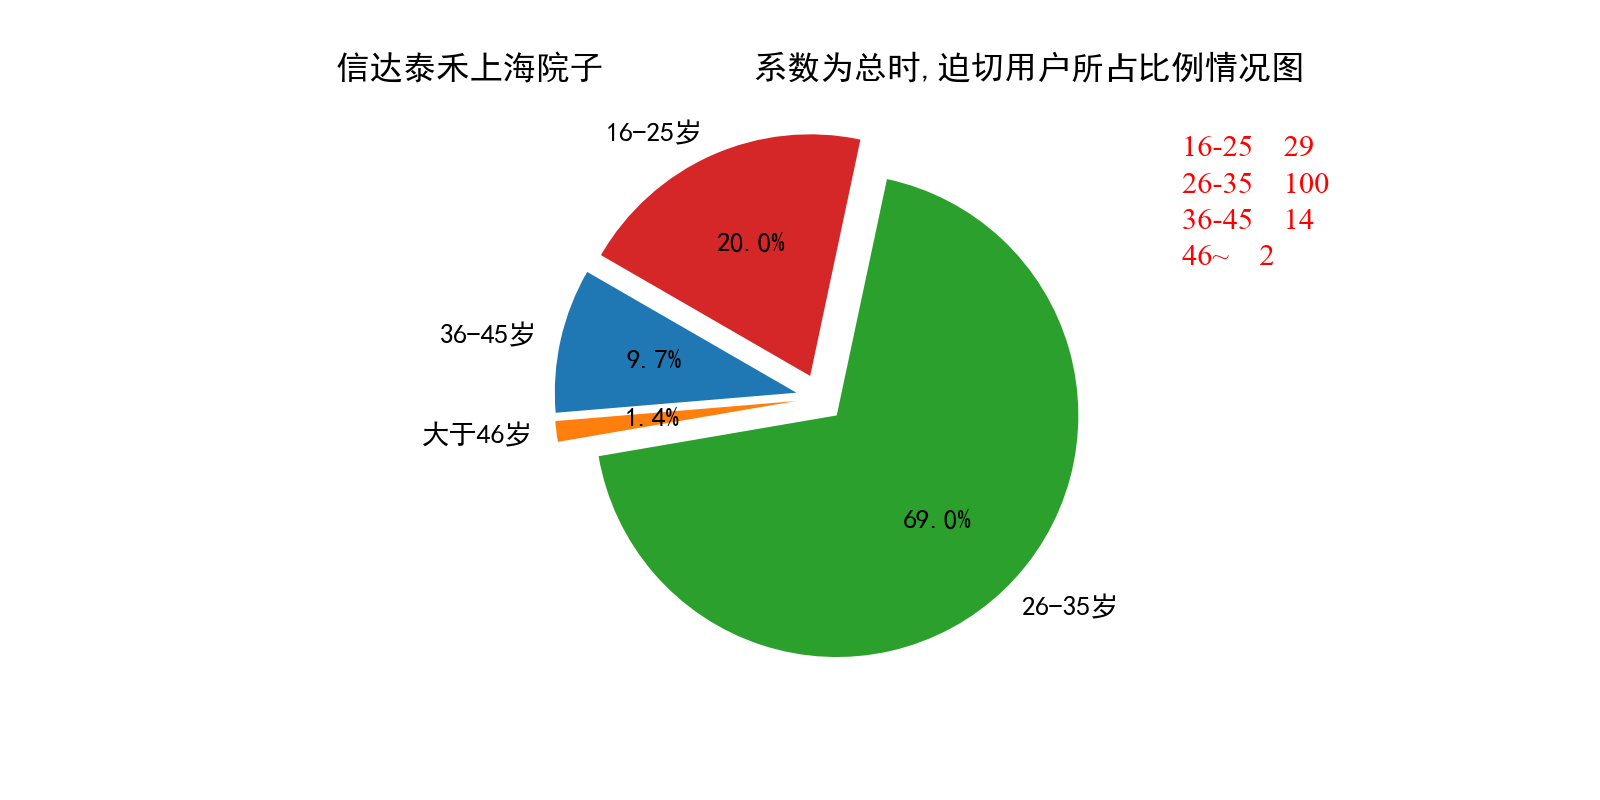 信达泰禾上海院子 系数为总时,迫切用户所占比例情况图
16-25岁
16-25 29
26-35 100
36-45 14
46~ 2
20.0%
36-45岁
9.7%
1.4%
大于46岁
69.0%
26-35岁